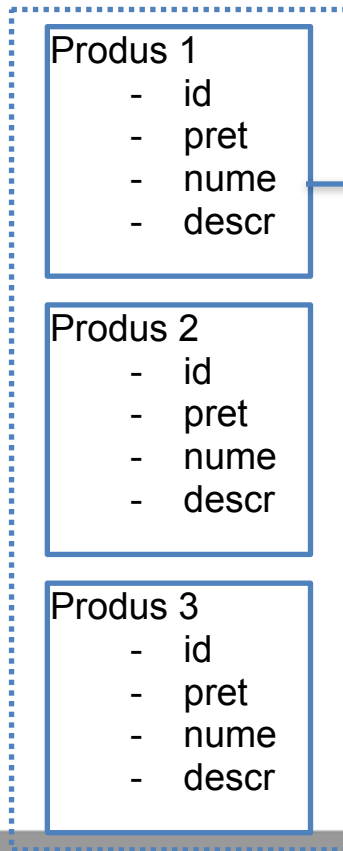 Produs 1
- id
- pret
- nume
- descr
Produs 2
- id
- pret
- nume
- descr
Produs 3
- id
- pret
- nume
- descr